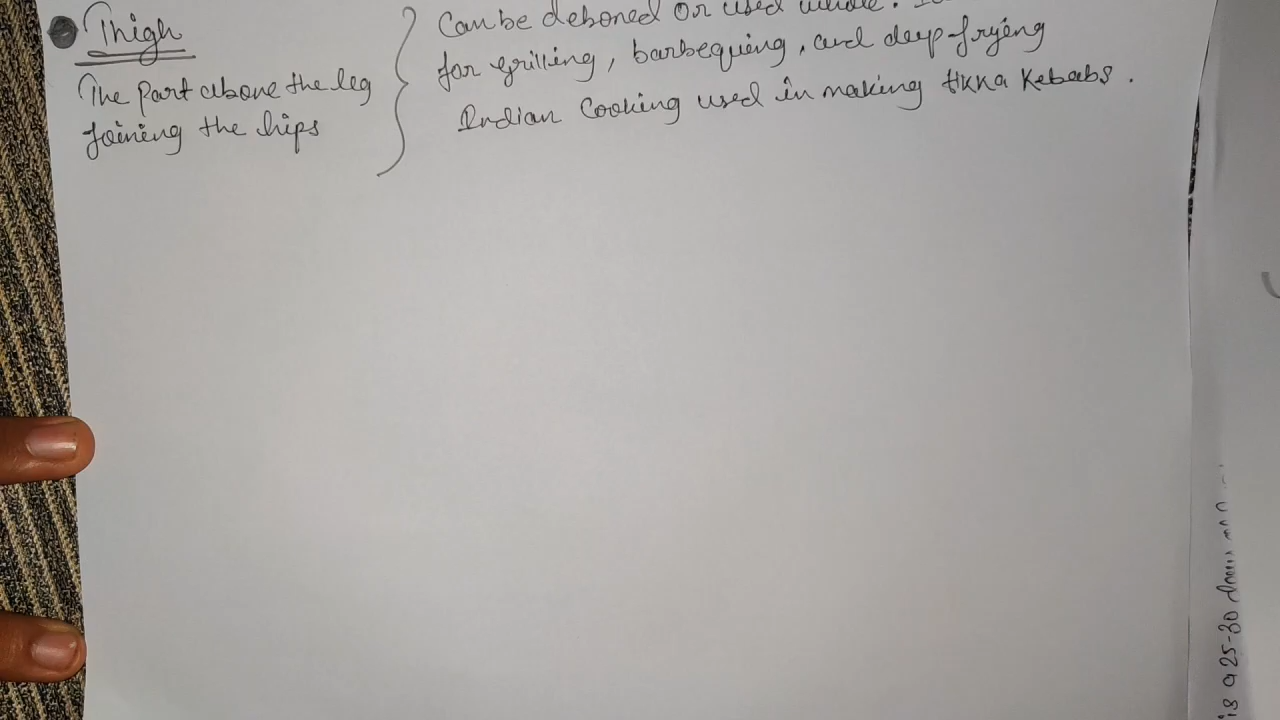 Thigh
The part above the leg
joining the hips
Can be deboned or used whole.
for grilling, barbequing, and deep frying
Indian Cooking used in making tikka Kebabs.
is a 25-30